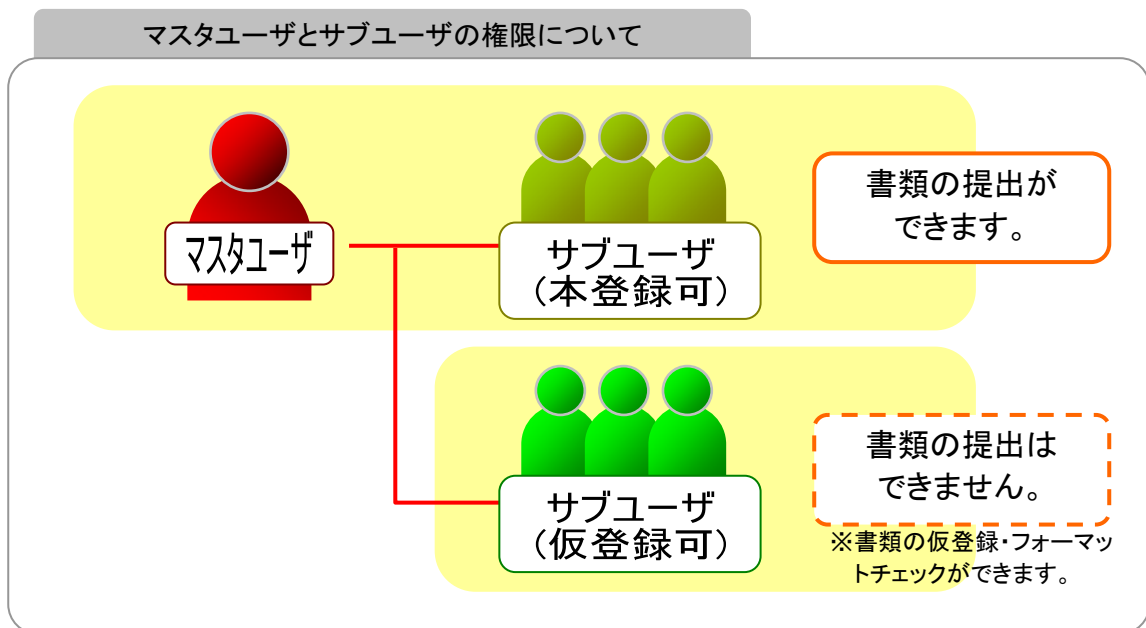 マスタユーザとサブユーザの権限について
マスタユーザ
サブユーザ
（本登録可）
書類の提出が
できます。
サブユーザ
（仮登録可）
書類の提出は
できません。
※書類の仮登録・フォーマッ
トチェックができます。